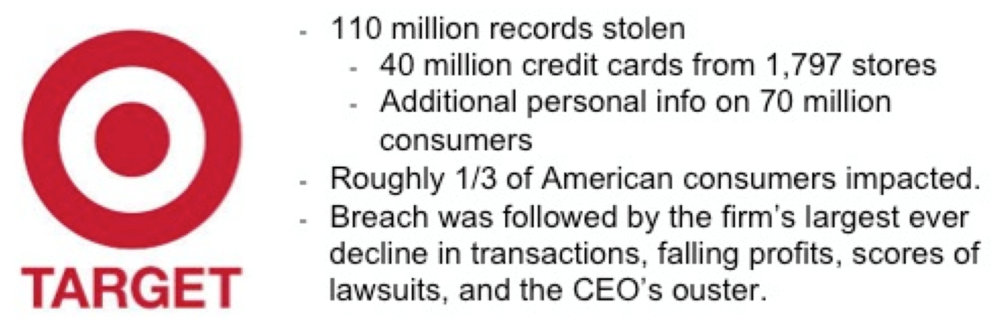 TARGET
- 110 million records stolen
- 40 million credit cards from 1,797 stores
- Additional personal info on 70 million
consumers
- Roughly 1/3 of American consumers impacted.
- Breach was followed by the firm’s largest ever
decline in transactions, falling profits, scores of
lawsuits, and the CEO’s ouster.